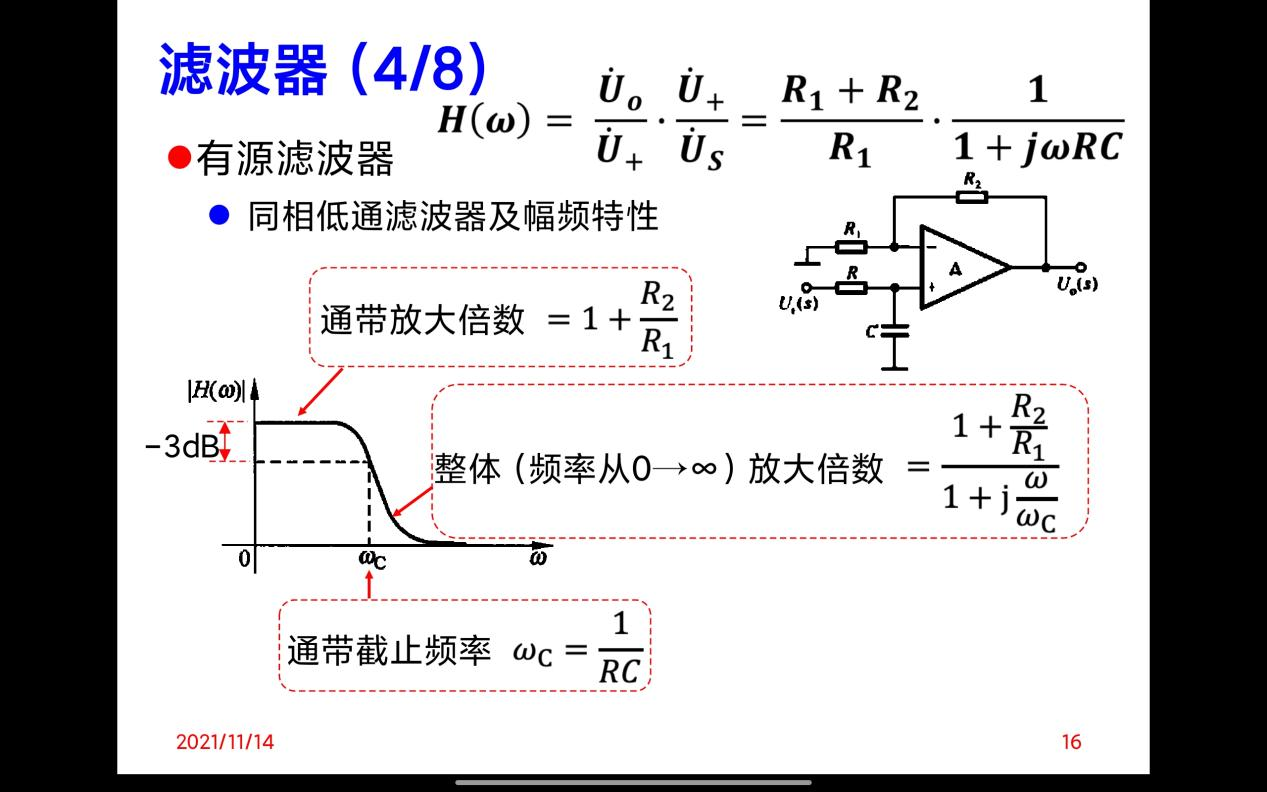 滤波器（4/8）
H(ω) = U̇o/U̇+ · U̇+/U̇S = (R1 + R2)/R1 · 1/(1 + jωRC)
●有源滤波器
● 同相低通滤波器及幅频特性
R2
R1
−
A
R
+
Ui(s)
Uo(s)
C
通带放大倍数 = 1 + R2/R1
|H(ω)|
−3dB
整体（频率从0→∞）放大倍数 = (1 + R2/R1)/(1 + j ω/ωC)
0
ωC
ω
通带截止频率 ωC = 1/RC
2021/11/14
16